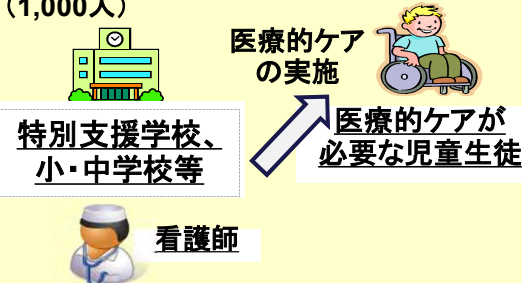 （1,000人）
医療的ケア
の実施
特別支援学校、
小・中学校等
医療的ケアが
必要な児童生徒
看護師